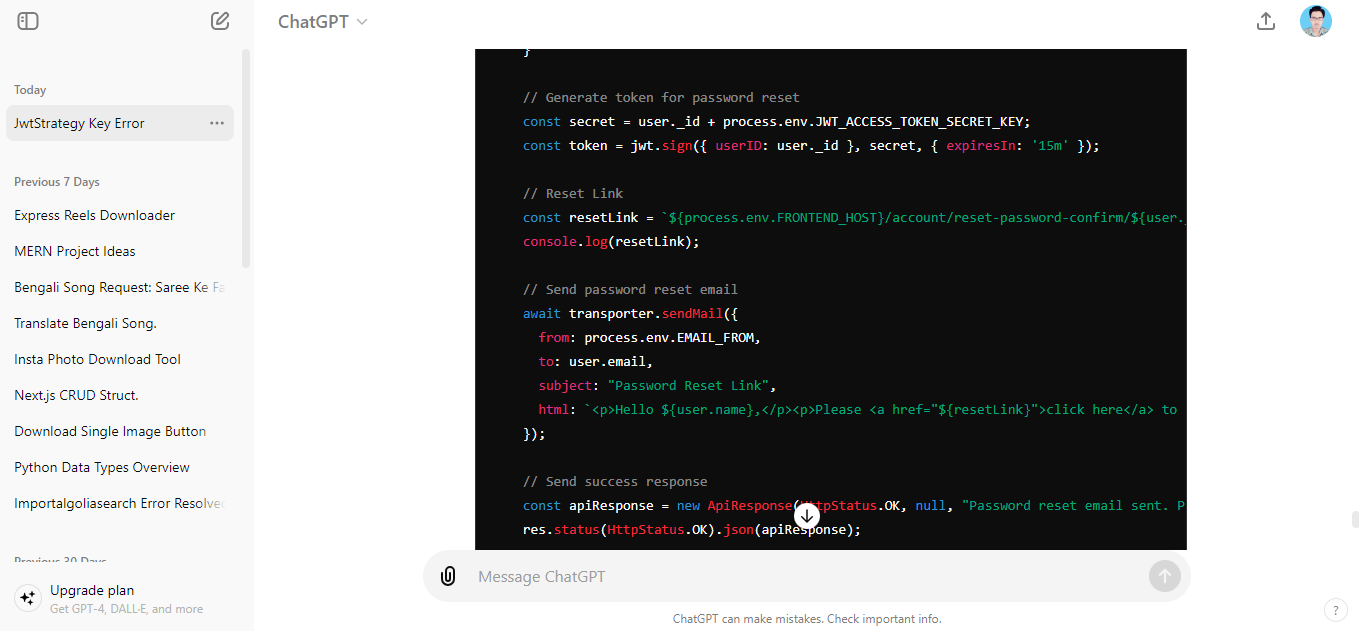 ChatGPT
Today
JwtStrategy Key Error
Previous 7 Days
Express Reels Downloader
MERN Project Ideas
Bengali Song Request: Saree Ke Fa
Translate Bengali Song.
Insta Photo Download Tool
Next.js CRUD Struct.
Download Single Image Button
Python Data Types Overview
Importalgoliasearch Error Resolve
Previous 30 Days
Upgrade plan
Get GPT-4, DALL·E, and more
}
// Generate token for password reset
const secret = user._id + process.env.JWT_ACCESS_TOKEN_SECRET_KEY;
const token = jwt.sign({ userID: user._id }, secret, { expiresIn: '15m' });
// Reset Link
const resetLink = `${process.env.FRONTEND_HOST}/account/reset-password-confirm/${user._
console.log(resetLink);
// Send password reset email
await transporter.sendMail({
from: process.env.EMAIL_FROM,
to: user.email,
subject: "Password Reset Link",
html: `<p>Hello ${user.name},</p><p>Please <a href="${resetLink}">click here</a> to
});
// Send success response
const apiResponse = new ApiResponse(HttpStatus.OK, null, "Password reset email sent. P
res.status(HttpStatus.OK).json(apiResponse);
Message ChatGPT
ChatGPT can make mistakes. Check important info.
?